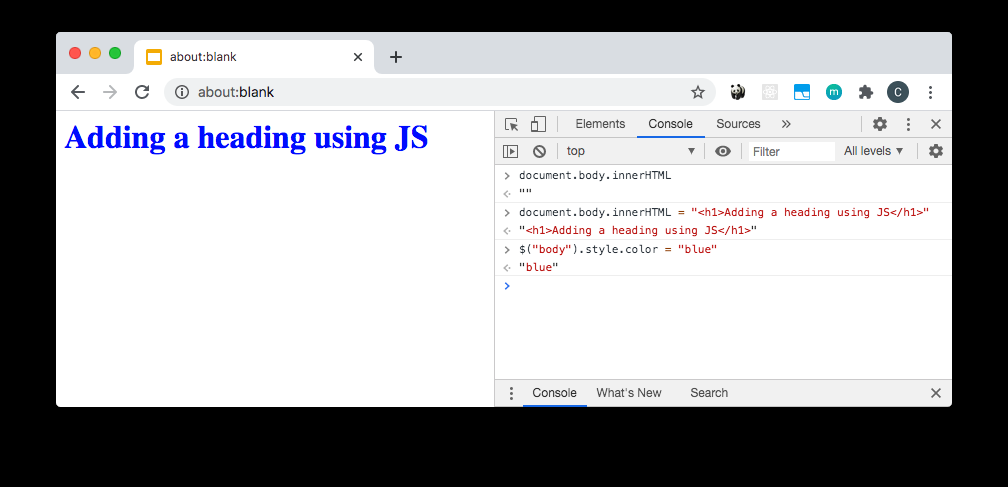 about:blank
about:blank
C
m
Adding a heading using JS
Elements Console Sources
top Filter All levels
document.body.innerHTML
""
document.body.innerHTML = "<h1>Adding a heading using JS</h1>"
"<h1>Adding a heading using JS</h1>"
$("body").style.color = "blue"
"blue"
Console What's New Search